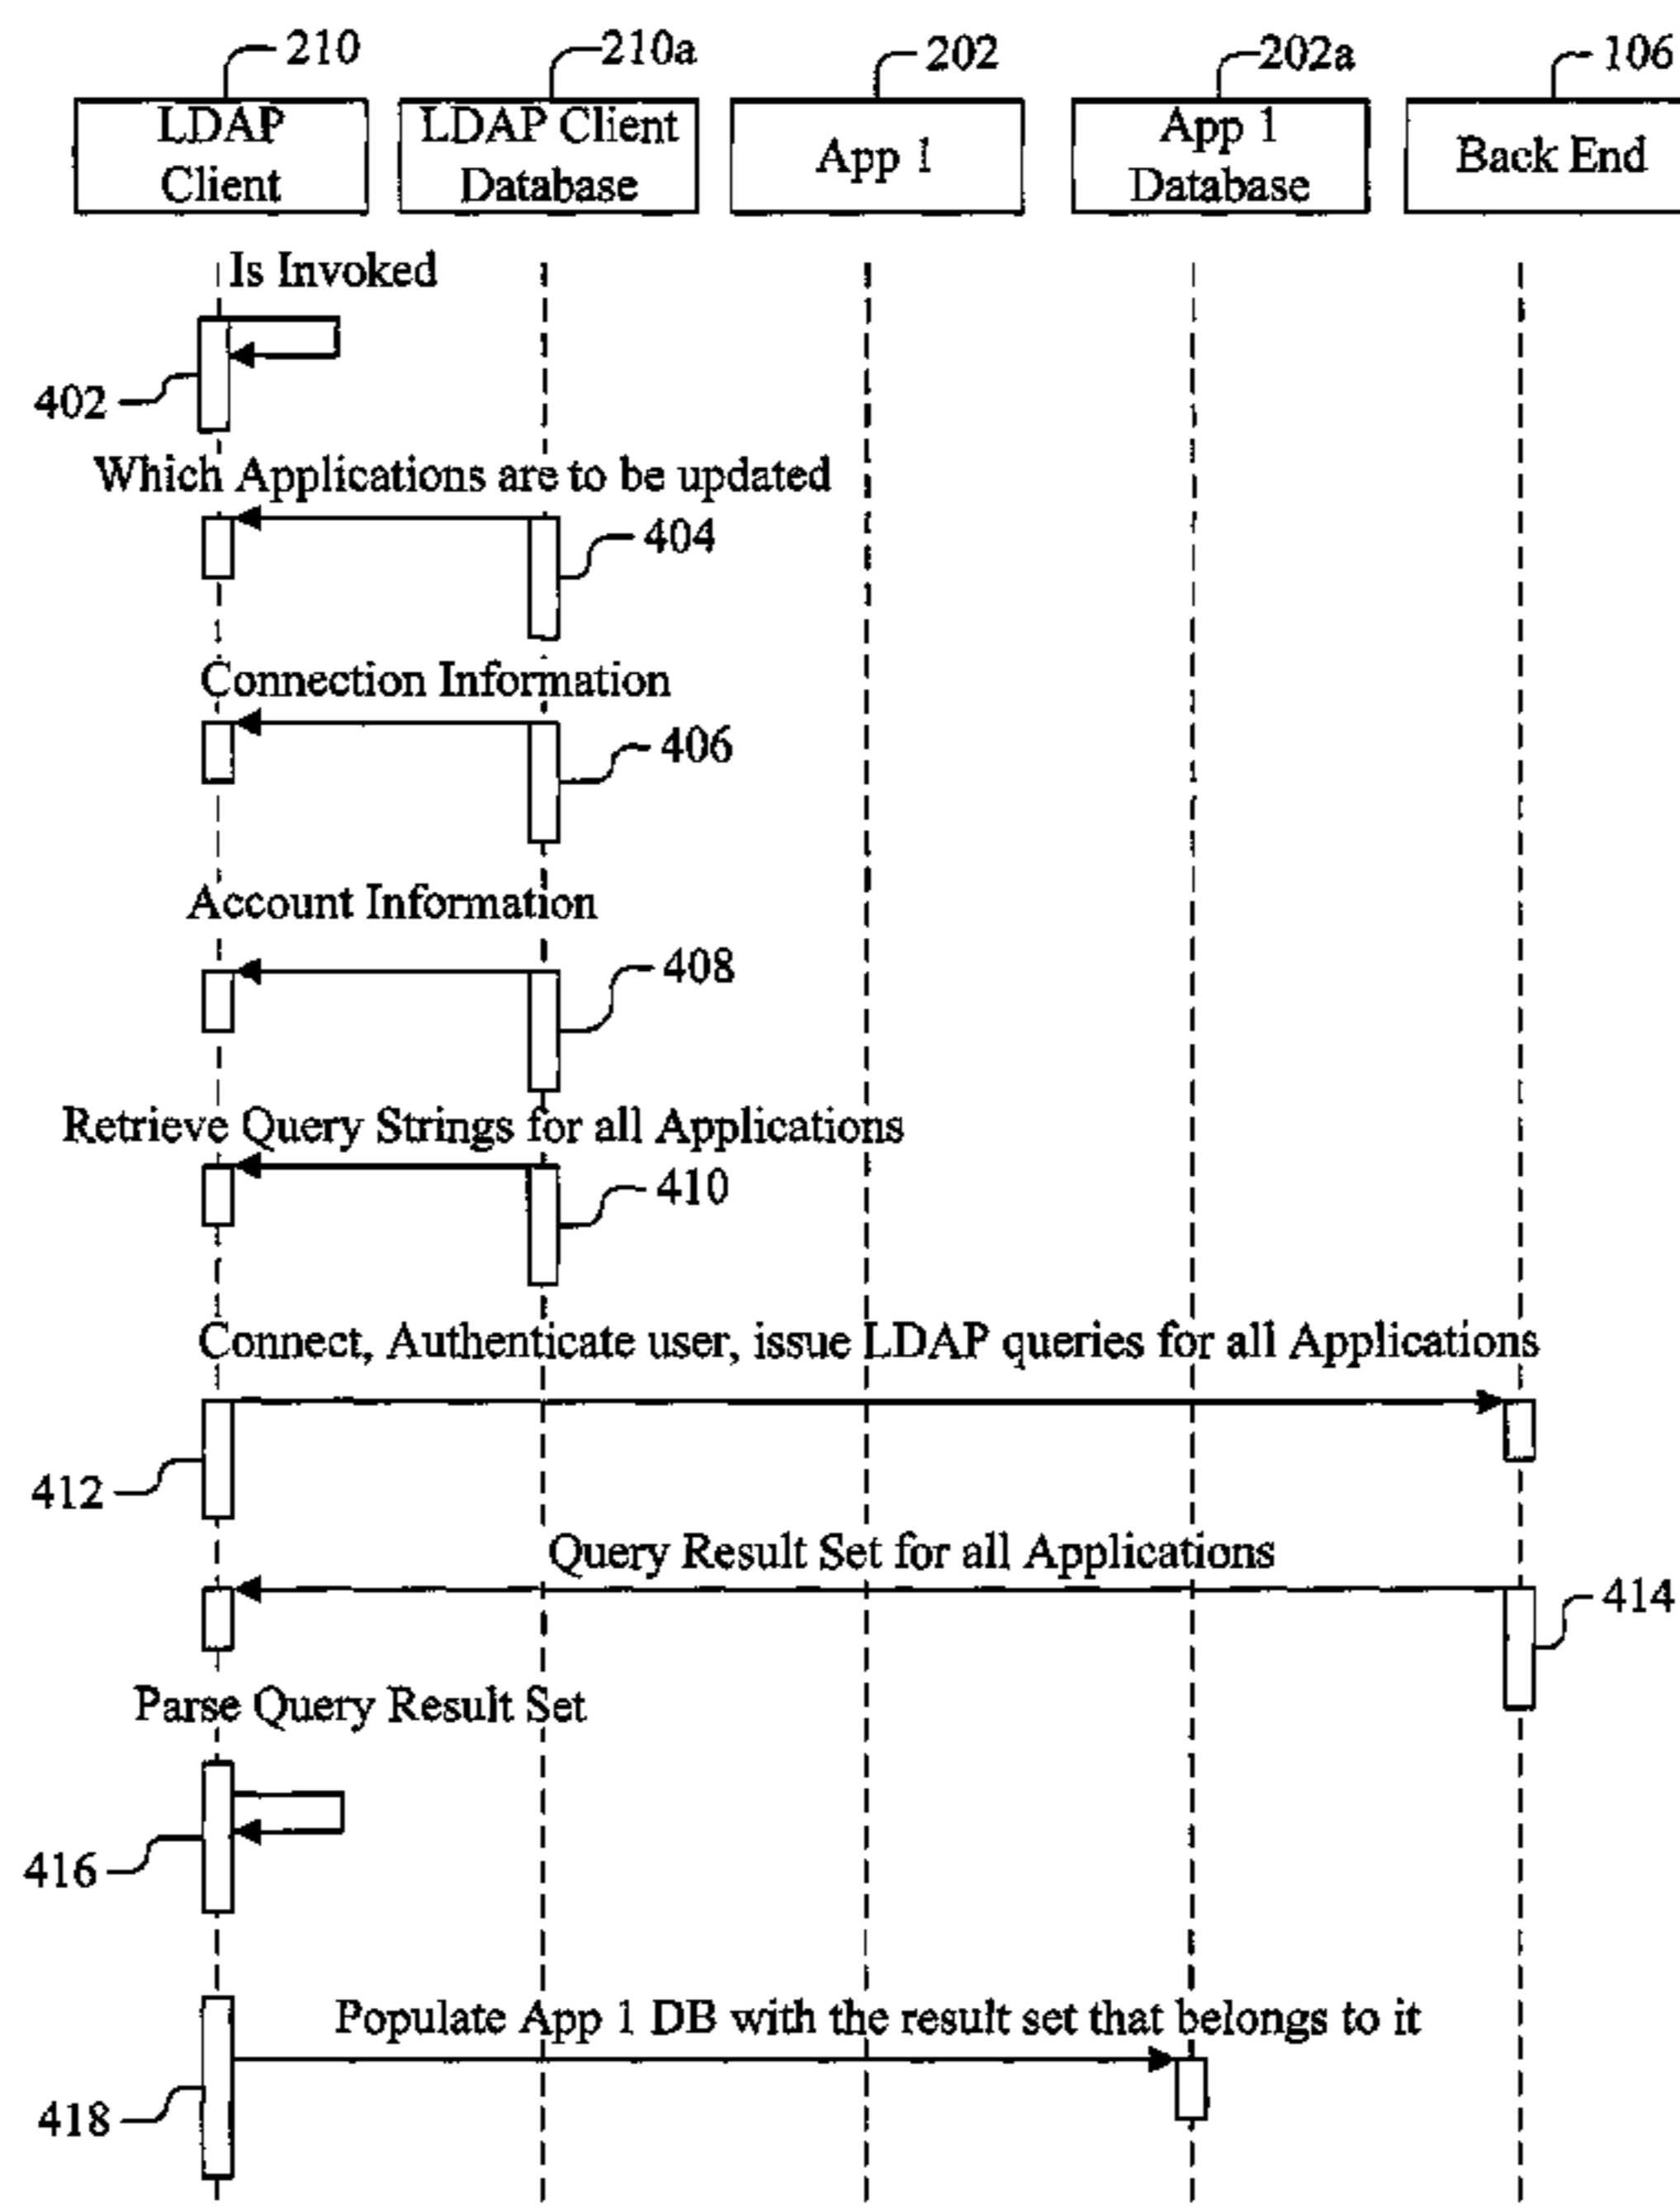 210
210a
202
202a
106
LDAP
Client
LDAP Client
Database
App 1
App 1
Database
Back End
Is Invoked
402
Which Applications are to be updated
404
Connection Information
406
Account Information
408
Retrieve Query Strings for all Applications
410
Connect, Authenticate user, issue LDAP queries for all Applications
412
Query Result Set for all Applications
414
Parse Query Result Set
416
Populate App 1 DB with the result set that belongs to it
418